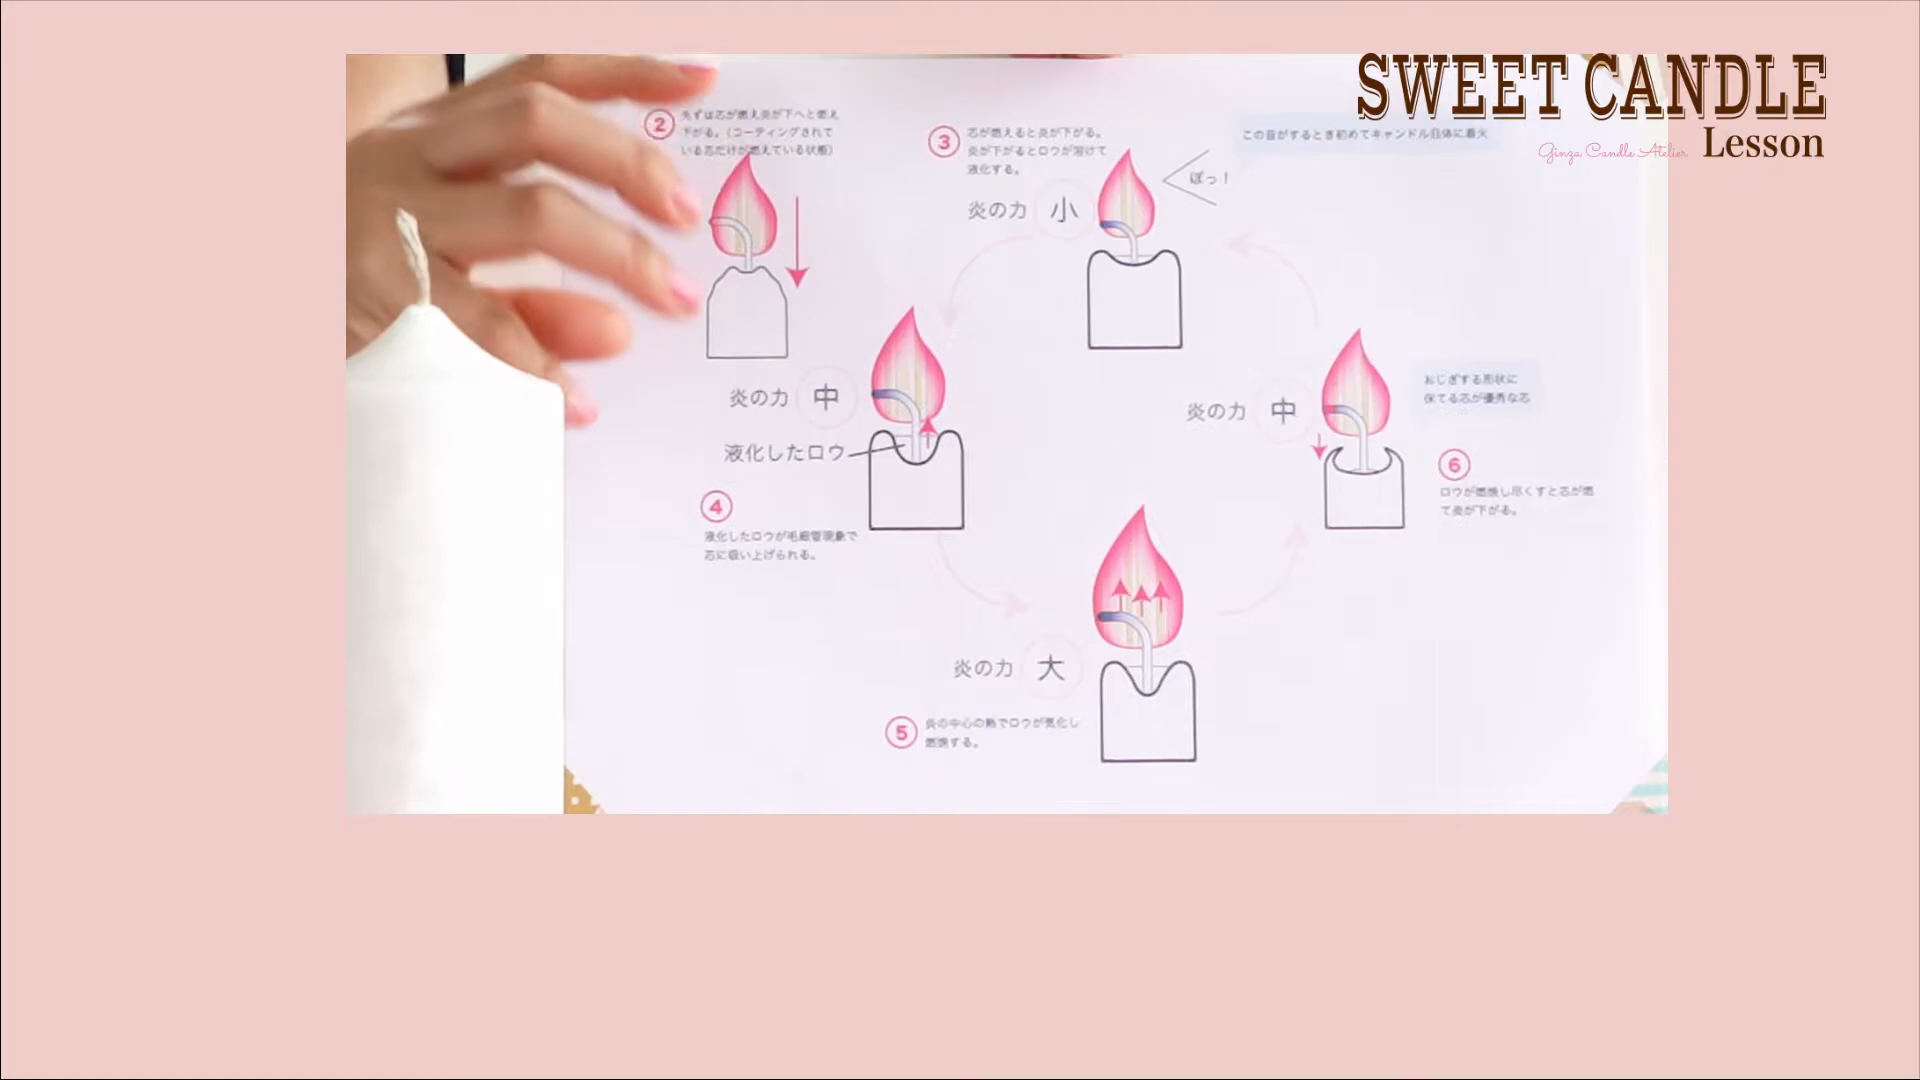 SWEET CANDLE
Lesson
Ginza Candle Atelier
②
先ずは芯が燃え炎が下へと燃え
下がる。（コーティングされて
いる芯だけが燃えている状態）
③
芯が燃えると炎が下がる。
炎が下がるとロウが溶けて
液化する。
炎の力 小
ぼっ！
この音がするとき初めてキャンドル自体に着火
炎の力 中
液化したロウ
④
液化したロウが毛細管現象で
芯に吸い上げられる。
炎の力 大
⑤
炎の中心の熱でロウが気化し
燃焼する。
炎の力 中
おじぎする形状に
保てる芯が優秀な芯
⑥
ロウが燃焼し尽くすと芯が燃
て炎が下がる。